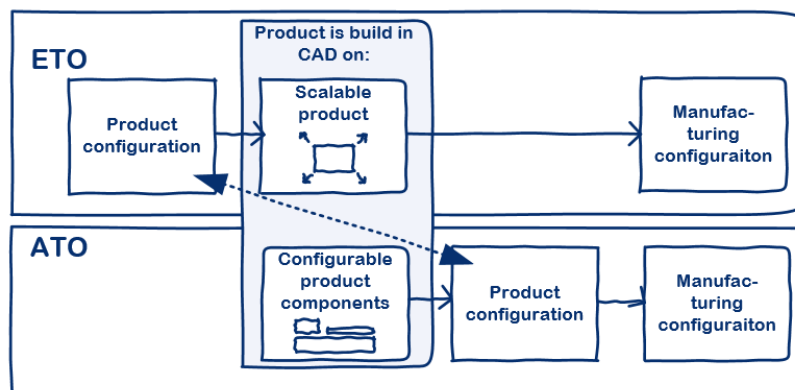 Product is build in
CAD on:
ETO
Scalable
product
Product
configuration
Manufac-
turing
configuraiton
ATO
Configurable
product
components
Product
configuration
Manufac-
turing
configuraiton